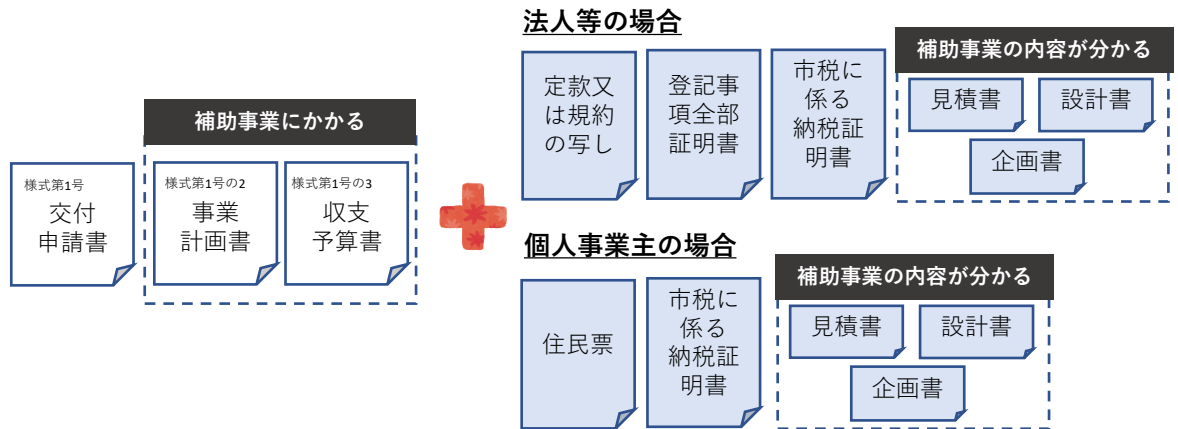 補助事業にかかる
様式第1号
交付
申請書
様式第1号の2
事業
計画書
様式第1号の3
収支
予算書
法人等の場合
定款又
は規約
の写し
登記事
項全部
証明書
市税に
係る
納税証
明書
補助事業の内容が分かる
見積書
設計書
企画書
個人事業主の場合
住民票
市税に
係る
納税証
明書
補助事業の内容が分かる
見積書
設計書
企画書